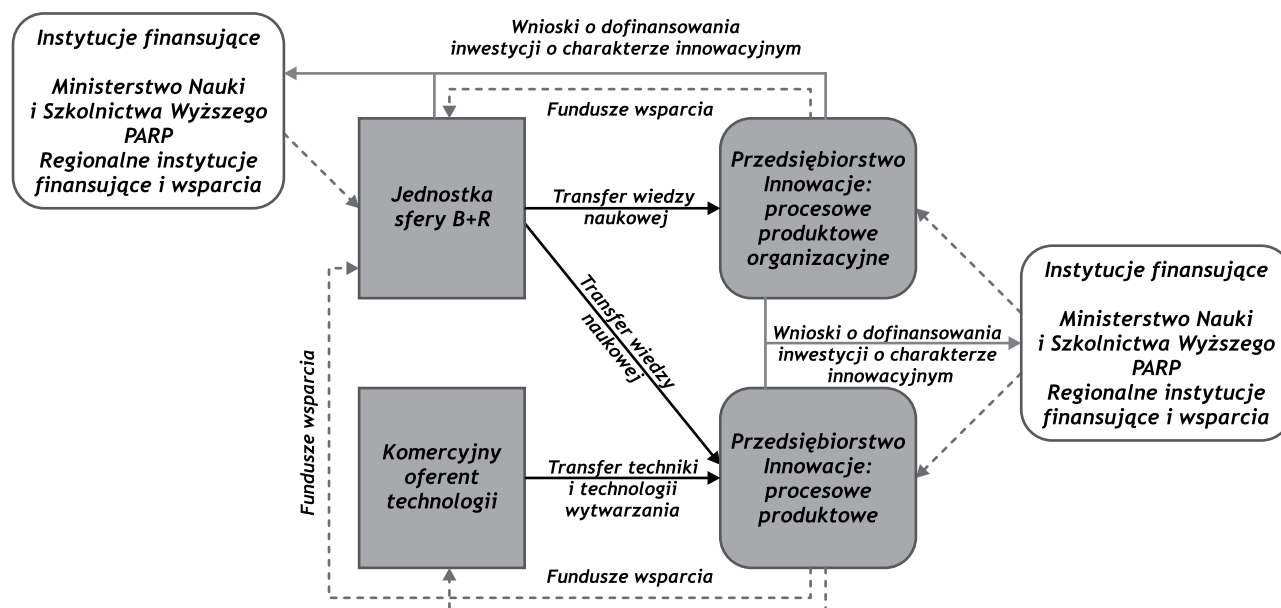 Instytucje finansujące
Ministerstwo Nauki
i Szkolnictwa Wyższego
PARP
Regionalne instytucje
finansujące i wsparcia
Wnioski o dofinansowania
inwestycji o charakterze innowacyjnym
Fundusze wsparcia
Jednostka
sfery B+R
Transfer wiedzy
naukowej
Przedsiębiorstwo
Innowacje:
procesowe
produktowe
organizacyjne
Transfer wiedzy
naukowej
Wnioski o dofinansowania
inwestycji o charakterze
innowacyjnym
Instytucje finansujące
Ministerstwo Nauki
i Szkolnictwa Wyższego
PARP
Regionalne instytucje
finansujące i wsparcia
Fundusze wsparcia
Komercyjny
oferent
technologii
Transfer techniki
i technologii
wytwarzania
Przedsiębiorstwo
Innowacje:
procesowe
produktowe
Fundusze wsparcia